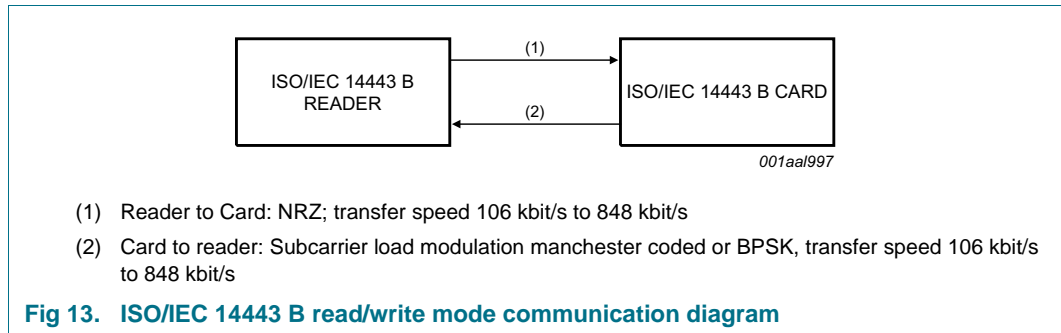 (1)
ISO/IEC 14443 B
READER
ISO/IEC 14443 B CARD
(2)
001aal997
(1) Reader to Card: NRZ; transfer speed 106 kbit/s to 848 kbit/s
(2) Card to reader: Subcarrier load modulation manchester coded or BPSK, transfer speed 106 kbit/s
to 848 kbit/s
Fig 13. ISO/IEC 14443 B read/write mode communication diagram